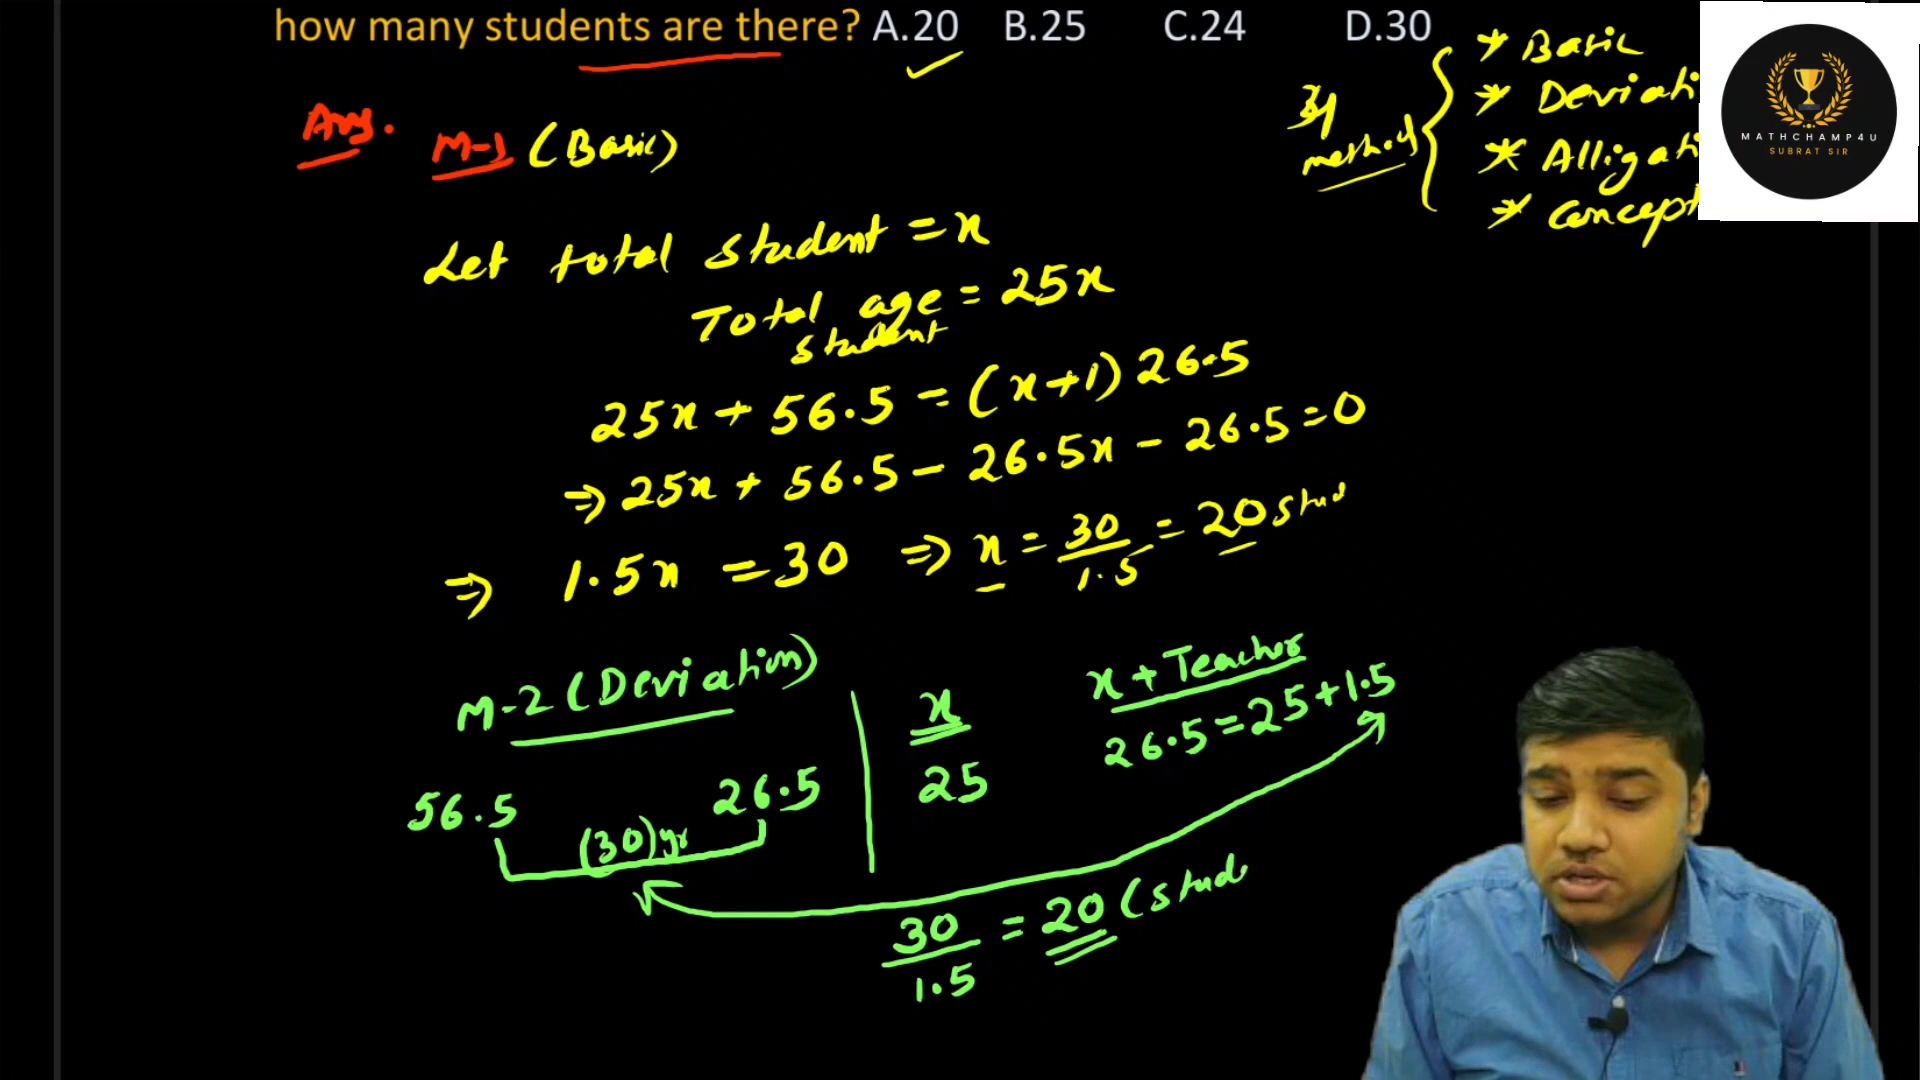 how many students are there? A.20 B.25 C.24 D.30
Ans. M-1 (Basic)
* Basic
* Deviati
* Alligati
* Concept
MATHCHAMP4U
SUBRAT SIR
Let total student = x
Total age = 25x
student
25x + 56.5 = (x+1) 26.5
⇒ 25x + 56.5 - 26.5x - 26.5 = 0
⇒ 1.5x = 30 ⇒ x = 30/1.5 = 20 stud
M-2 (Deviation)
x
x + Teacher
26.5 = 25 + 1.5
25
56.5 (30)yr 26.5
30/1.5 = 20 (stude